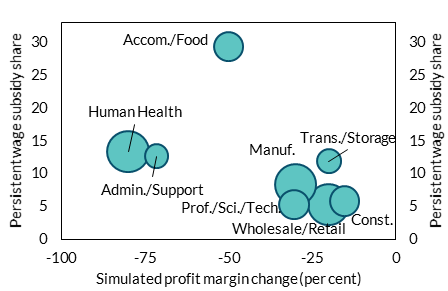 Persistent wage subsidy share
Persistent wage subsidy share
30
25
20
15
10
5
0
30
25
20
15
10
5
0
Accom./Food
Human Health
Trans./Storage
Manuf.
Admin./Support
Prof./Sci./Tech.
Const.
Wholesale/Retail
-100
-75
-50
-25
0
Simulated profit margin change (per cent)